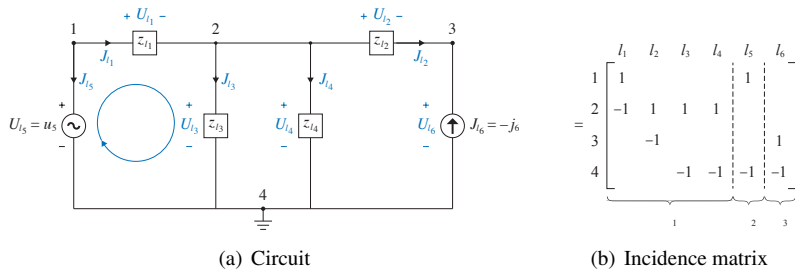 + U_{l_1} −
+ U_{l_2} −
1
2
3
J_{l_1}
z_{l_1}
z_{l_2}
J_{l_2}
J_{l_5}
J_{l_3}
J_{l_4}
+
+
+
+
U_{l_5} = u_5
U_{l_3}
z_{l_3}
U_{l_4}
z_{l_4}
U_{l_6}
J_{l_6} = −j_6
−
−
−
−
4
(a) Circuit
l_1 l_2 l_3 l_4 l_5 l_6
1 1 1
2 -1 1 1 1
=
3 -1 1
4 -1 -1 -1 -1
1 2 3
(b) Incidence matrix